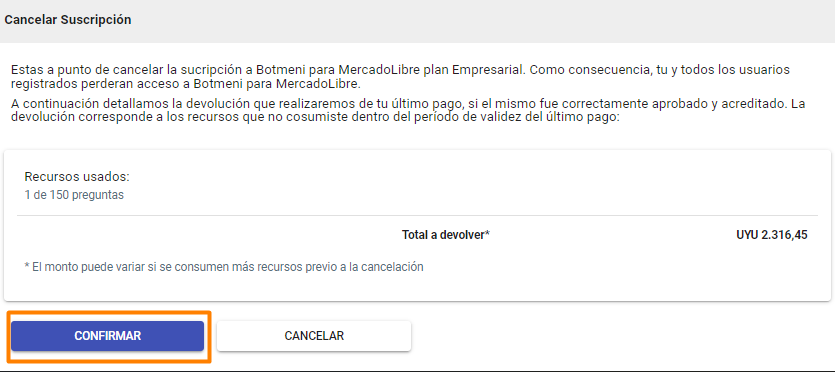 Cancelar Suscripción
Estas a punto de cancelar la sucripción a Botmeni para MercadoLibre plan Empresarial. Como consecuencia, tu y todos los usuarios
registrados perderan acceso a Botmeni para MercadoLibre.
A continuación detallamos la devolución que realizaremos de tu último pago, si el mismo fue correctamente aprobado y acreditado. La
devolución corresponde a los recursos que no cosumiste dentro del período de validez del último pago:
Recursos usados:
1 de 150 preguntas
Total a devolver* UYU 2.316,45
* El monto puede variar si se consumen más recursos previo a la cancelación
CONFIRMAR CANCELAR